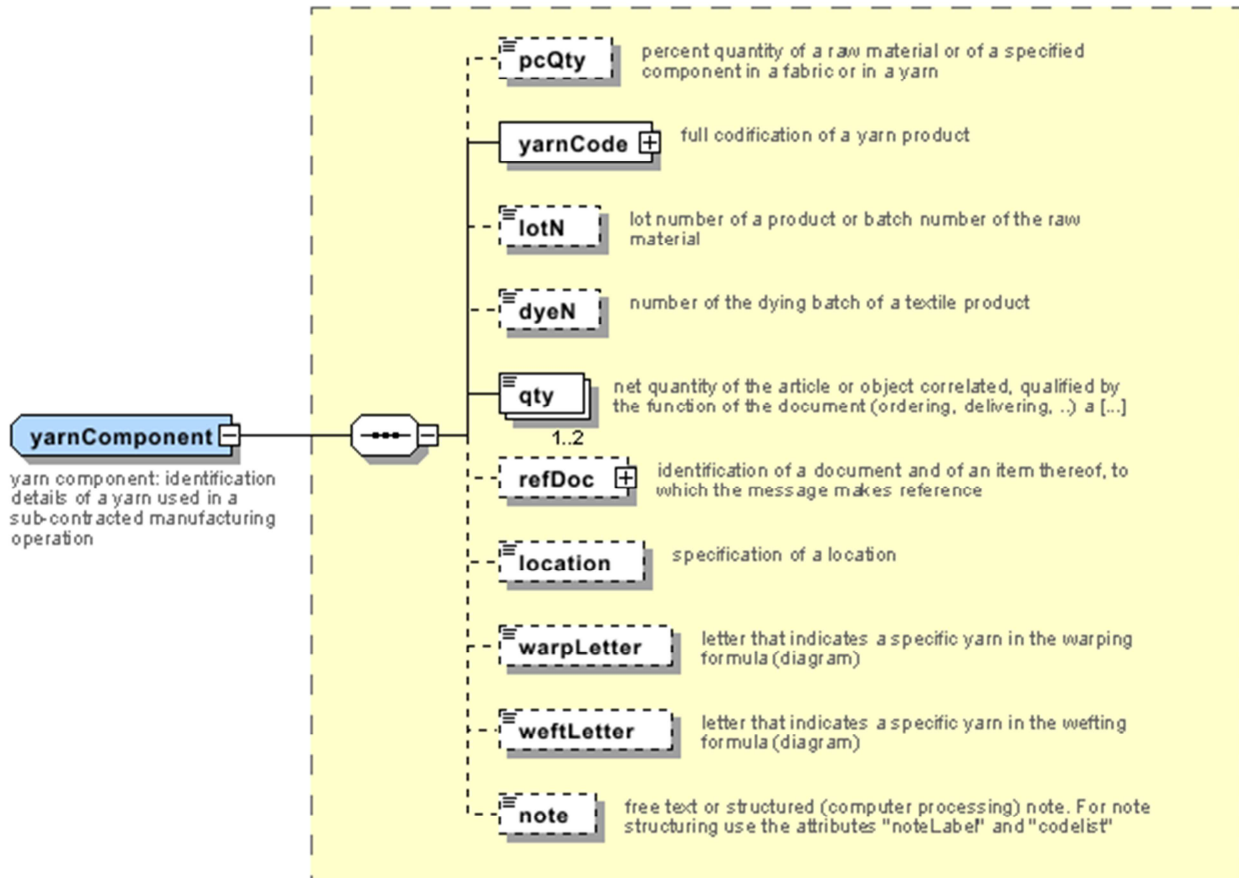 pcQty
percent quantity of a raw material or of a specified
component in a fabric or in a yarn
yarnCode
full codification of a yarn product
lotN
lot number of a product or batch number of the raw
material
dyeN
number of the dying batch of a textile product
qty
net quantity of the article or object correlated, qualified by
the function of the document (ordering, delivering, ..) a [...]
1..2
yarnComponent
yarn component: identification
details of a yarn used in a
sub-contracted manufacturing
operation
refDoc
identification of a document and of an item thereof, to
which the message makes reference
location
specification of a location
warpLetter
letter that indicates a specific yarn in the warping
formula (diagram)
weftLetter
letter that indicates a specific yarn in the wefting
formula (diagram)
note
free text or structured (computer processing) note. For note
structuring use the attributes "noteLabel" and "codelist"